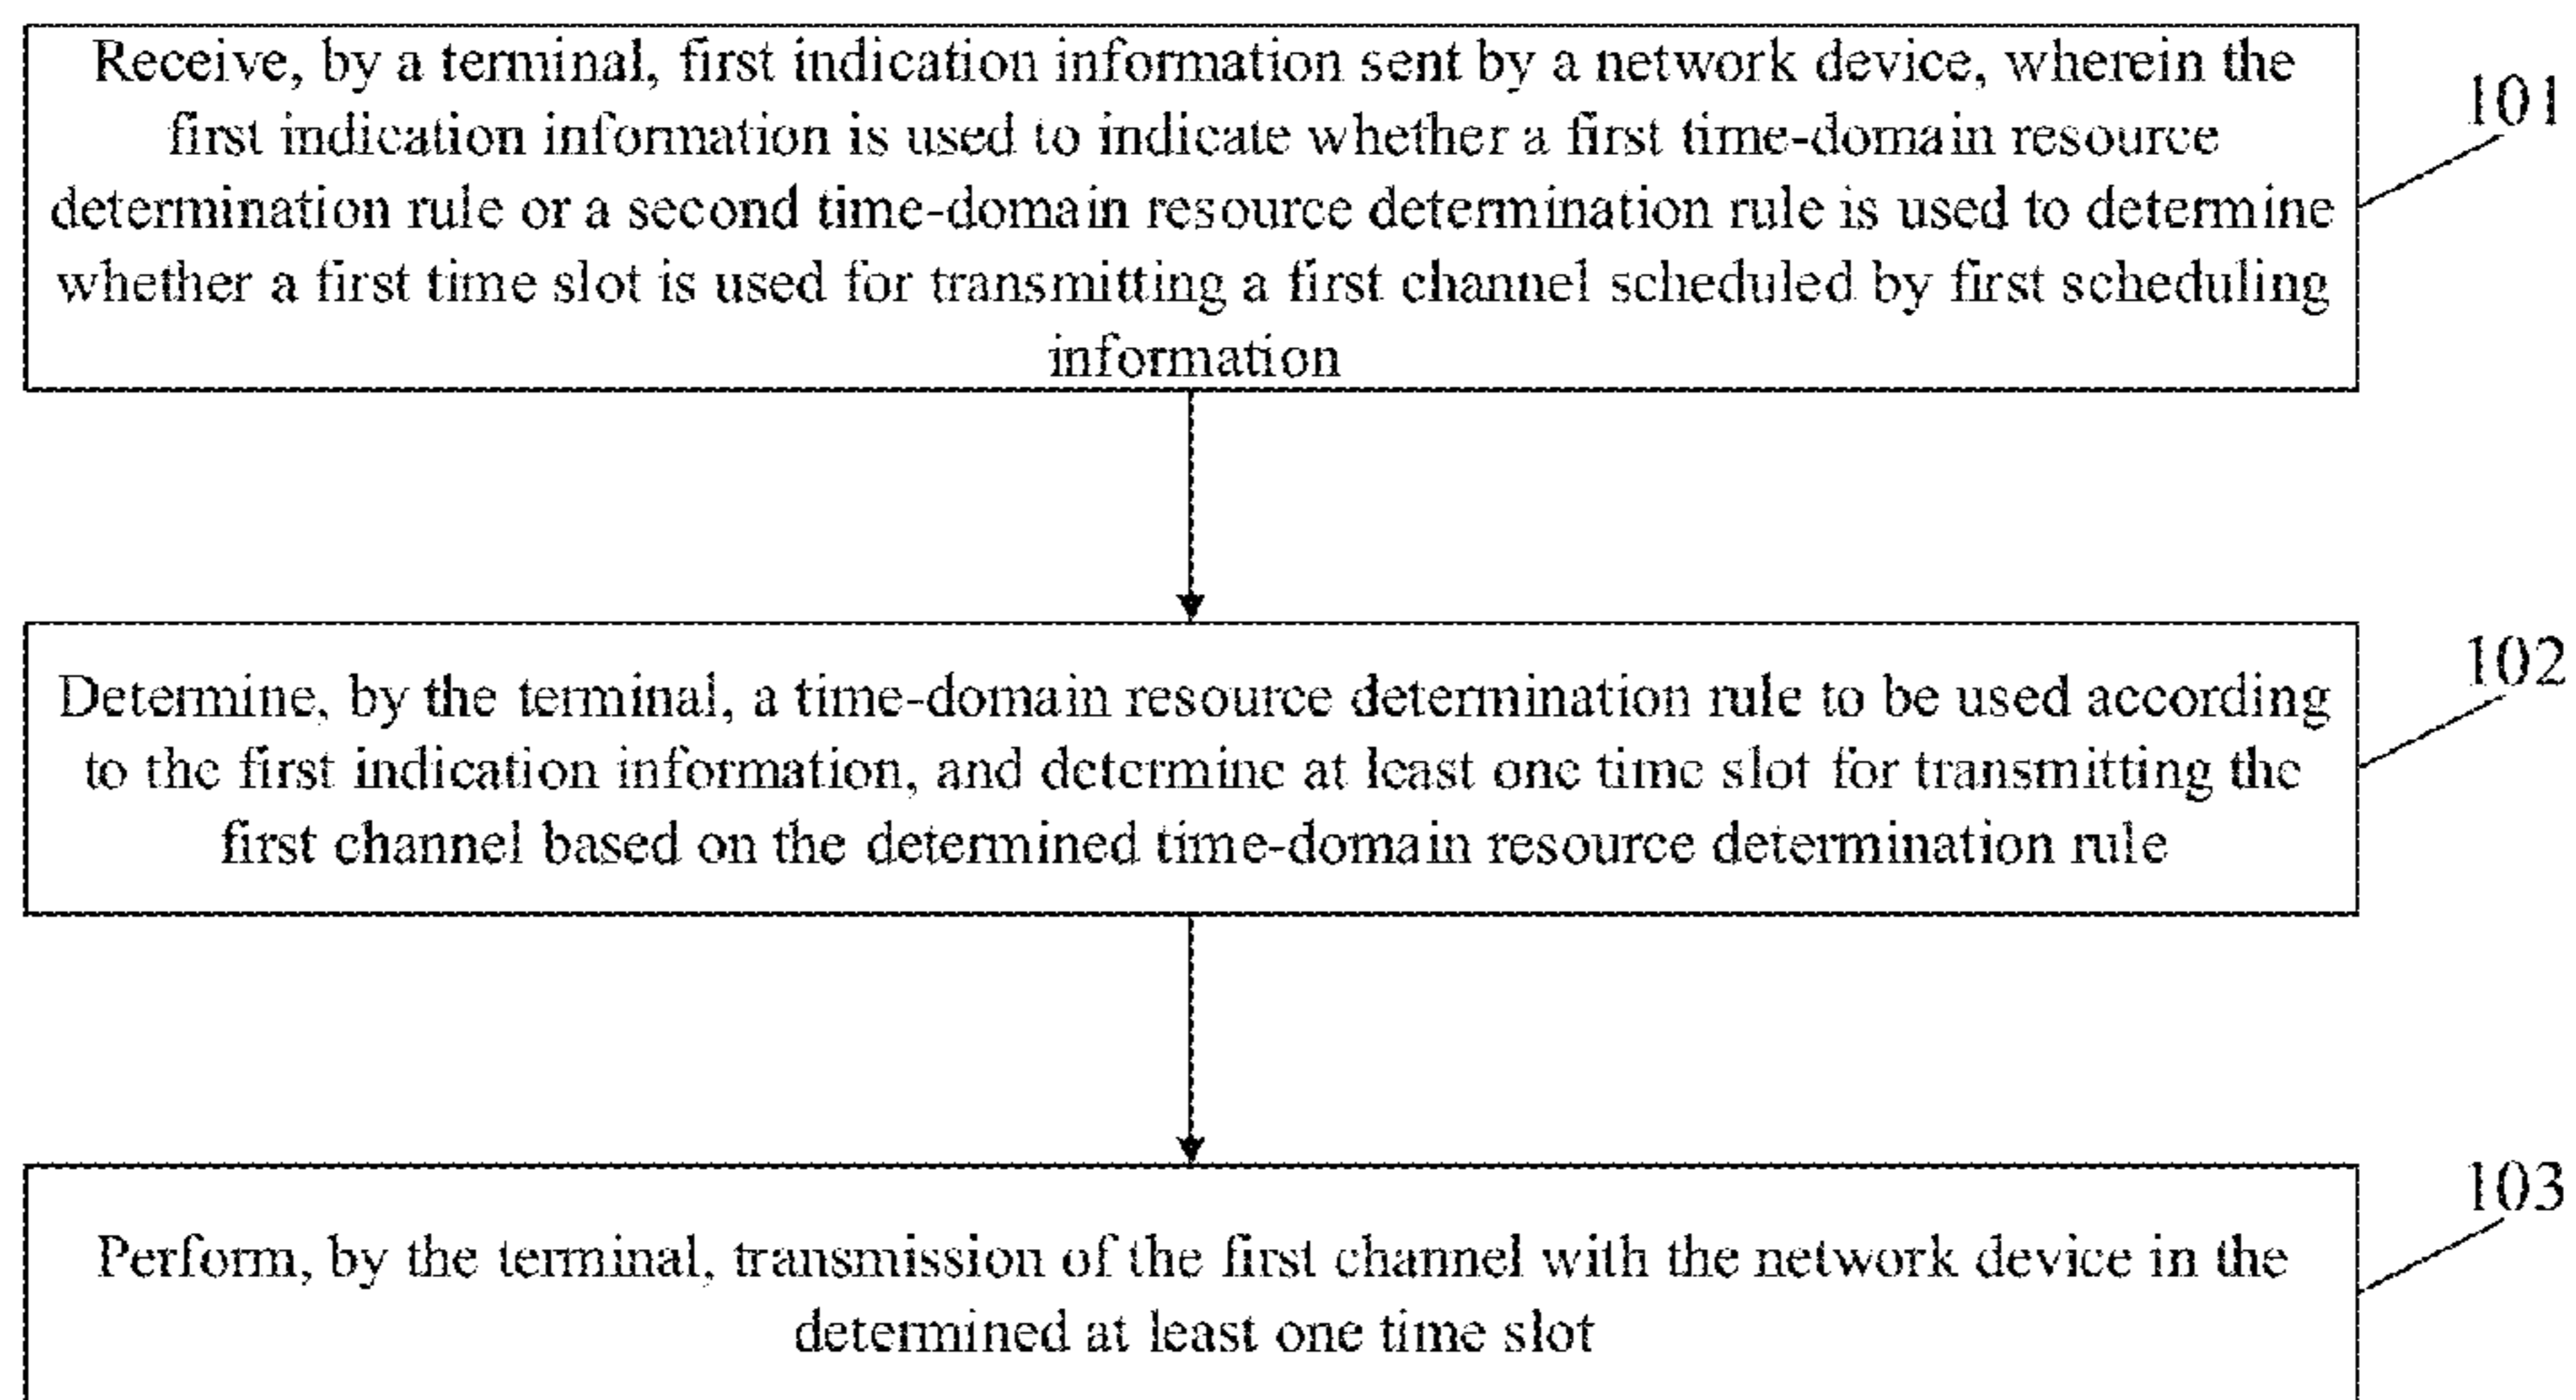 Receive, by a terminal, first indication information sent by a network device, wherein the
101
first indication information is used to indicate whether a first time-domain resource
determination rule or a second time-domain resource determination rule is used to determine
whether a first time slot is used for transmitting a first channel scheduled by first scheduling
information
102
Determine, by the terminal, a time-domain resource determination rule to be used according
to the first indication information, and determine at least one time slot for transmitting the
first channel based on the determined time-domain resource determination rule
103
Perform, by the terminal, transmission of the first channel with the network device in the
determined at least one time slot